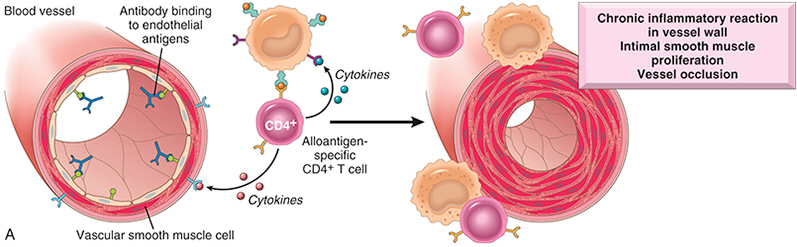 Blood vessel
Antibody binding
to endothelial
antigens
Cytokines
CD4+
Alloantigen-
specific
CD4+ T cell
Cytokines
Vascular smooth muscle cell
A
Chronic inflammatory reaction
in vessel wall
Intimal smooth muscle
proliferation
Vessel occlusion